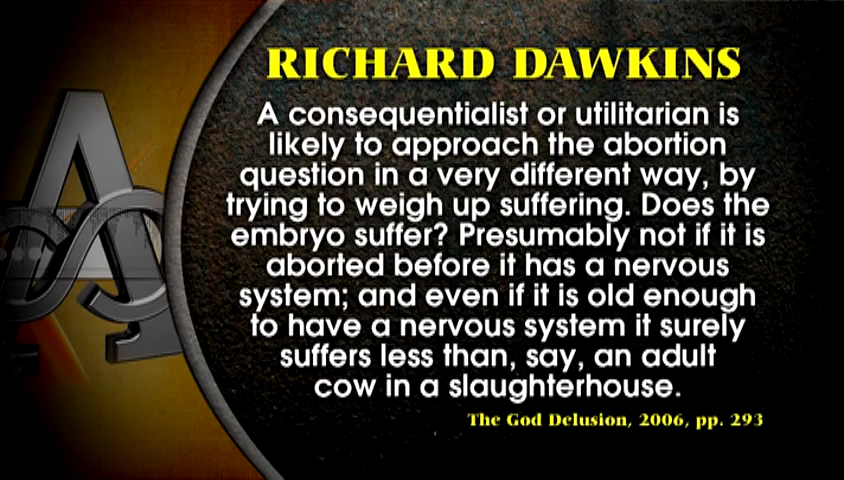 RICHARD DAWKINS
A consequentialist or utilitarian is
likely to approach the abortion
question in a very different way, by
trying to weigh up suffering. Does the
embryo suffer? Presumably not if it is
aborted before it has a nervous
system; and even if it is old enough
to have a nervous system it surely
suffers less than, say, an adult
cow in a slaughterhouse.
The God Delusion, 2006, pp. 293